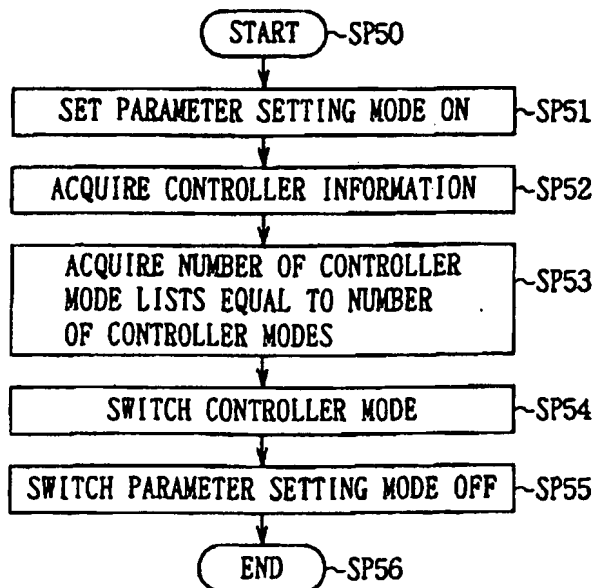 START ~SP50
SET PARAMETER SETTING MODE ON ~SP51
ACQUIRE CONTROLLER INFORMATION ~SP52
ACQUIRE NUMBER OF CONTROLLER
MODE LISTS EQUAL TO NUMBER ~SP53
OF CONTROLLER MODES
SWITCH CONTROLLER MODE ~SP54
SWITCH PARAMETER SETTING MODE OFF ~SP55
END ~SP56